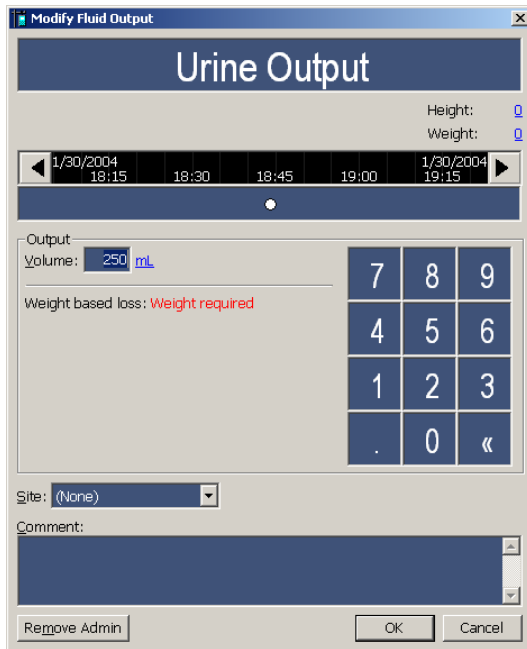 Modify Fluid Output
Urine Output
Height: 0
Weight: 0
1/30/2004 1/30/2004
18:15 18:30 18:45 19:00 19:15
Output
Volume: 250 mL
Weight based loss: Weight required
7 8 9
4 5 6
1 2 3
. 0 «
Site: (None)
Comment:
Remove Admin OK Cancel